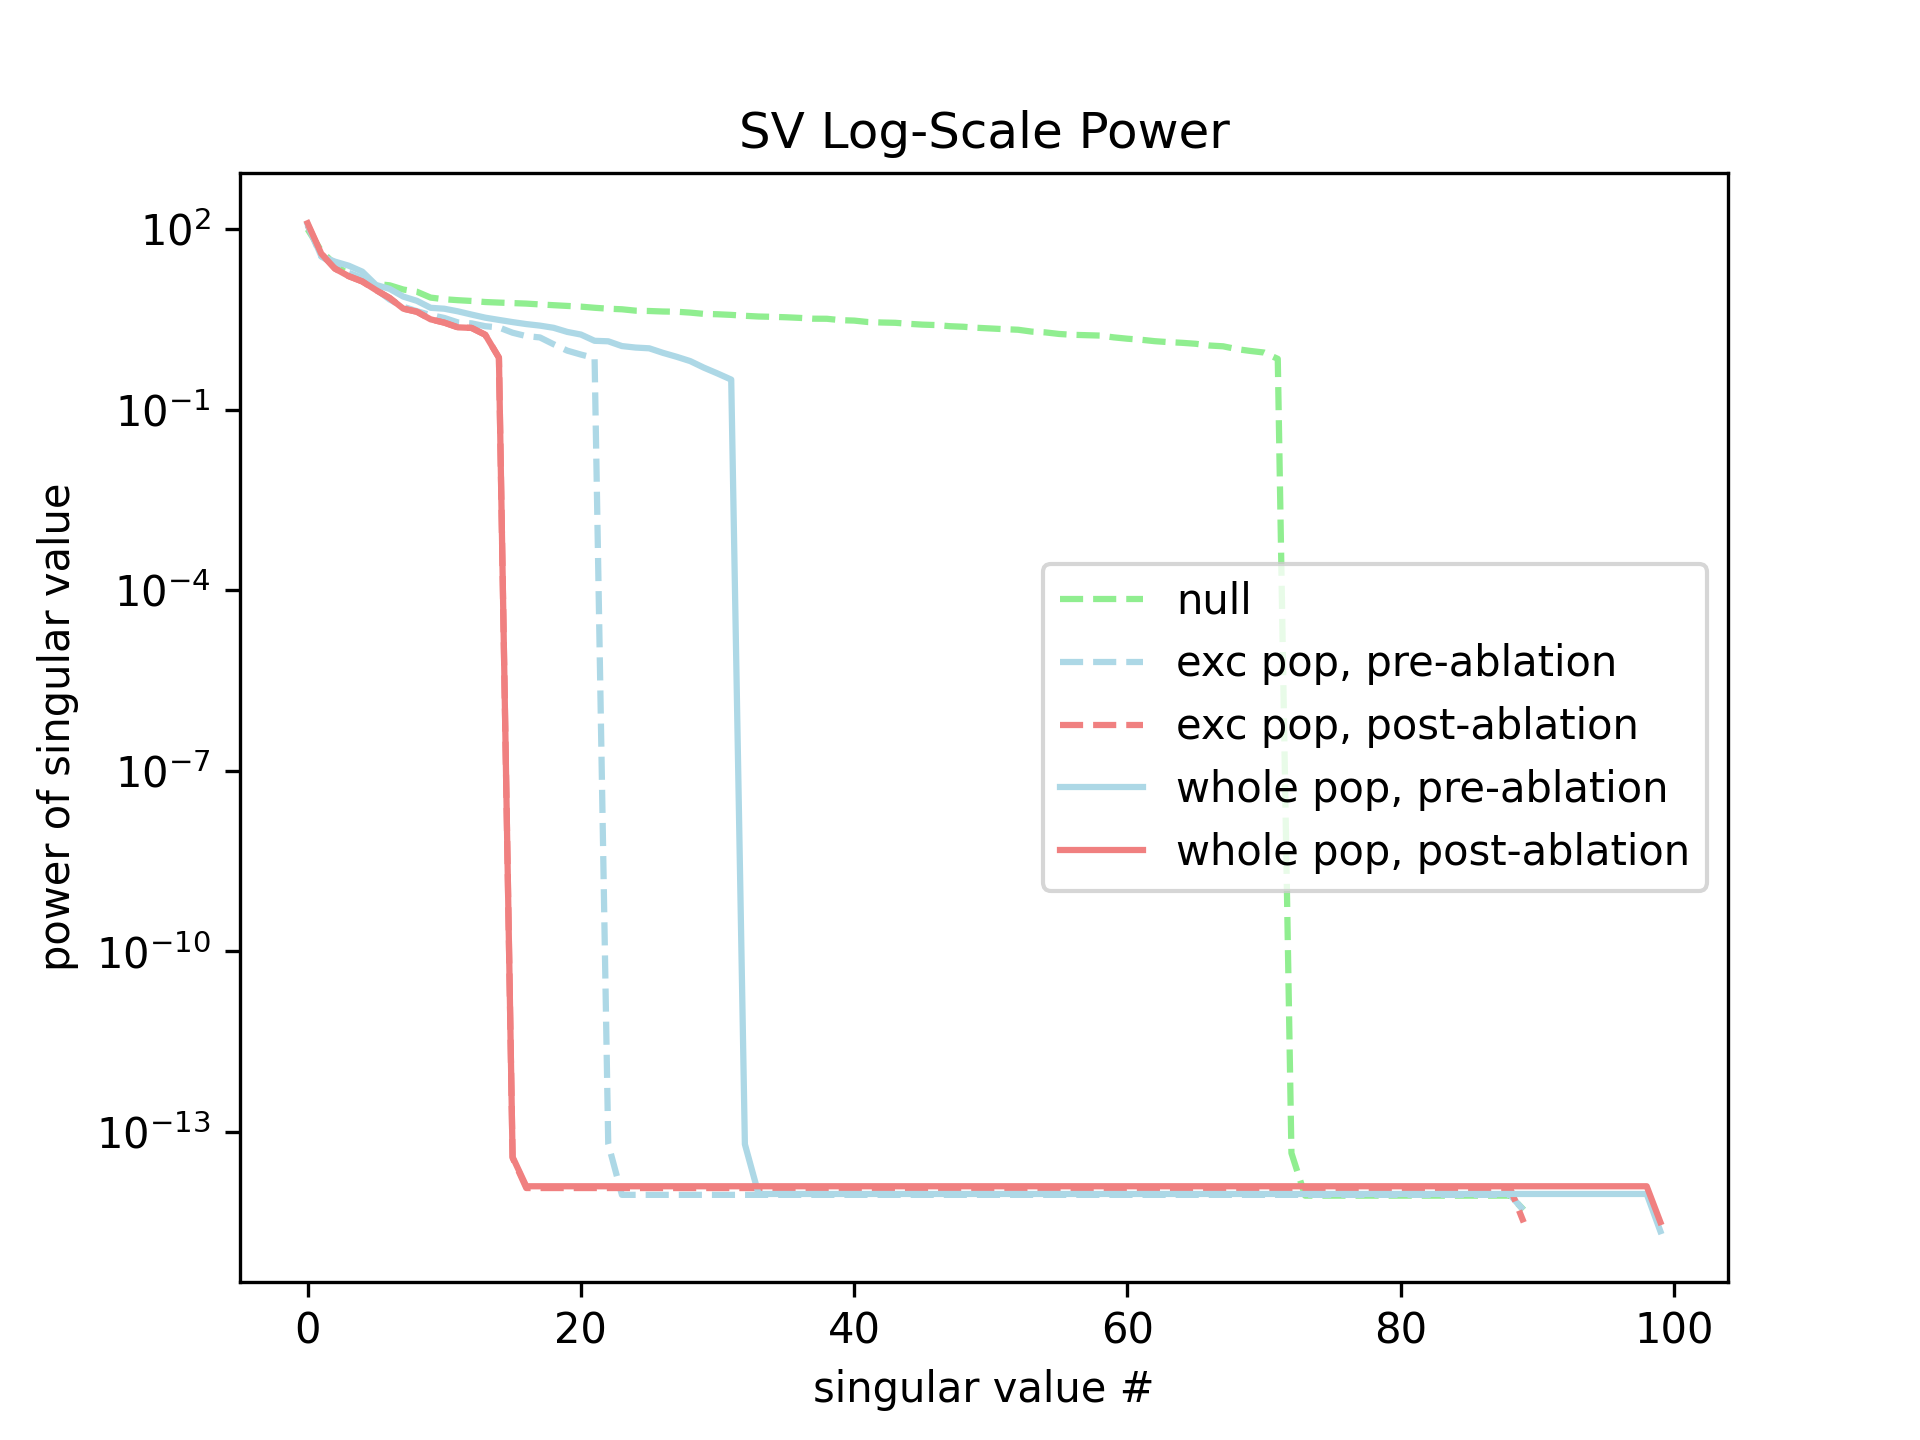 SV Log-Scale Power
power of singular value
10²
10⁻¹
10⁻⁴
10⁻⁷
10⁻¹⁰
10⁻¹³
null
exc pop, pre-ablation
exc pop, post-ablation
whole pop, pre-ablation
whole pop, post-ablation
0 20 40 60 80 100
singular value #